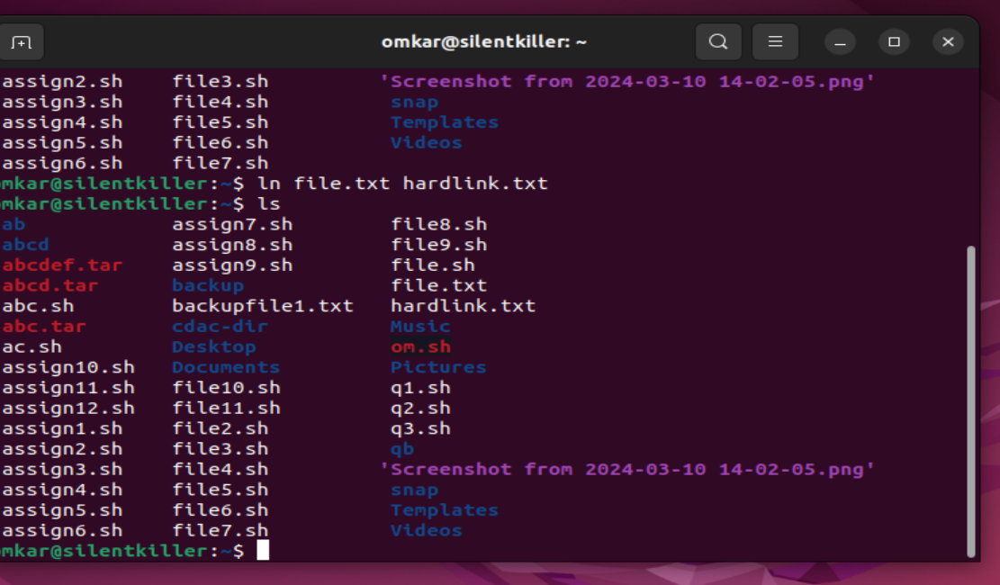 omkar@silentkiller: ~
assign2.sh file3.sh 'Screenshot from 2024-03-10 14-02-05.png'
assign3.sh file4.sh snap
assign4.sh file5.sh Templates
assign5.sh file6.sh Videos
assign6.sh file7.sh
omkar@silentkiller:~$ ln file.txt hardlink.txt
omkar@silentkiller:~$ ls
ab assign7.sh file8.sh
abcd assign8.sh file9.sh
abcdef.tar assign9.sh file.sh
abcd.tar backup file.txt
abc.sh backupfile1.txt hardlink.txt
abc.tar cdac-dir Music
ac.sh Desktop om.sh
assign10.sh Documents Pictures
assign11.sh file10.sh q1.sh
assign12.sh file11.sh q2.sh
assign1.sh file2.sh q3.sh
assign2.sh file3.sh qb
assign3.sh file4.sh 'Screenshot from 2024-03-10 14-02-05.png'
assign4.sh file5.sh snap
assign5.sh file6.sh Templates
assign6.sh file7.sh Videos
omkar@silentkiller:~$